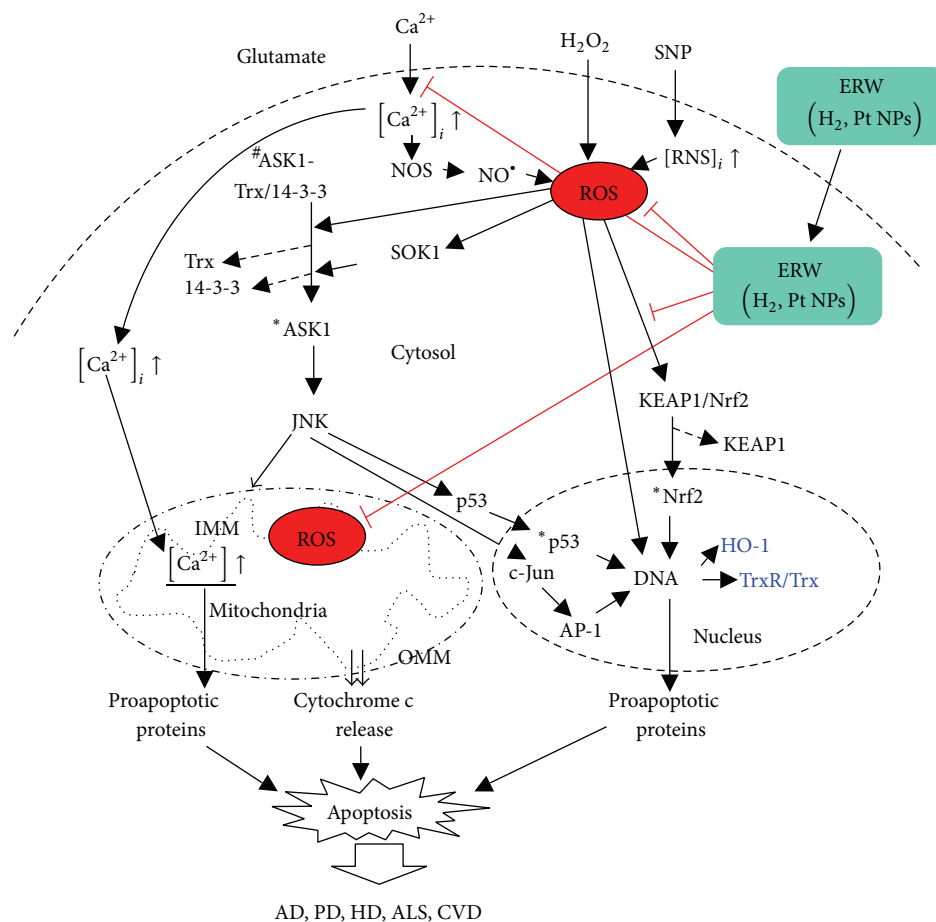 Ca²⁺
Glutamate
H₂O₂
SNP
ERW
(H₂, Pt NPs)
[Ca²⁺]ᵢ ↑
#ASK1-
Trx/14-3-3
NOS
NO•
[RNS]ᵢ ↑
ROS
SOK1
Trx
14-3-3
ERW
(H₂, Pt NPs)
*ASK1
Cytosol
[Ca²⁺]ᵢ ↑
KEAP1/Nrf2
JNK
KEAP1
p53
*Nrf2
IMM
ROS
*p53
HO-1
[Ca²⁺] ↑
c-Jun
DNA
TrxR/Trx
Mitochondria
AP-1
Nucleus
OMM
Proapoptotic
proteins
Cytochrome c
release
Proapoptotic
proteins
Apoptosis
AD, PD, HD, ALS, CVD